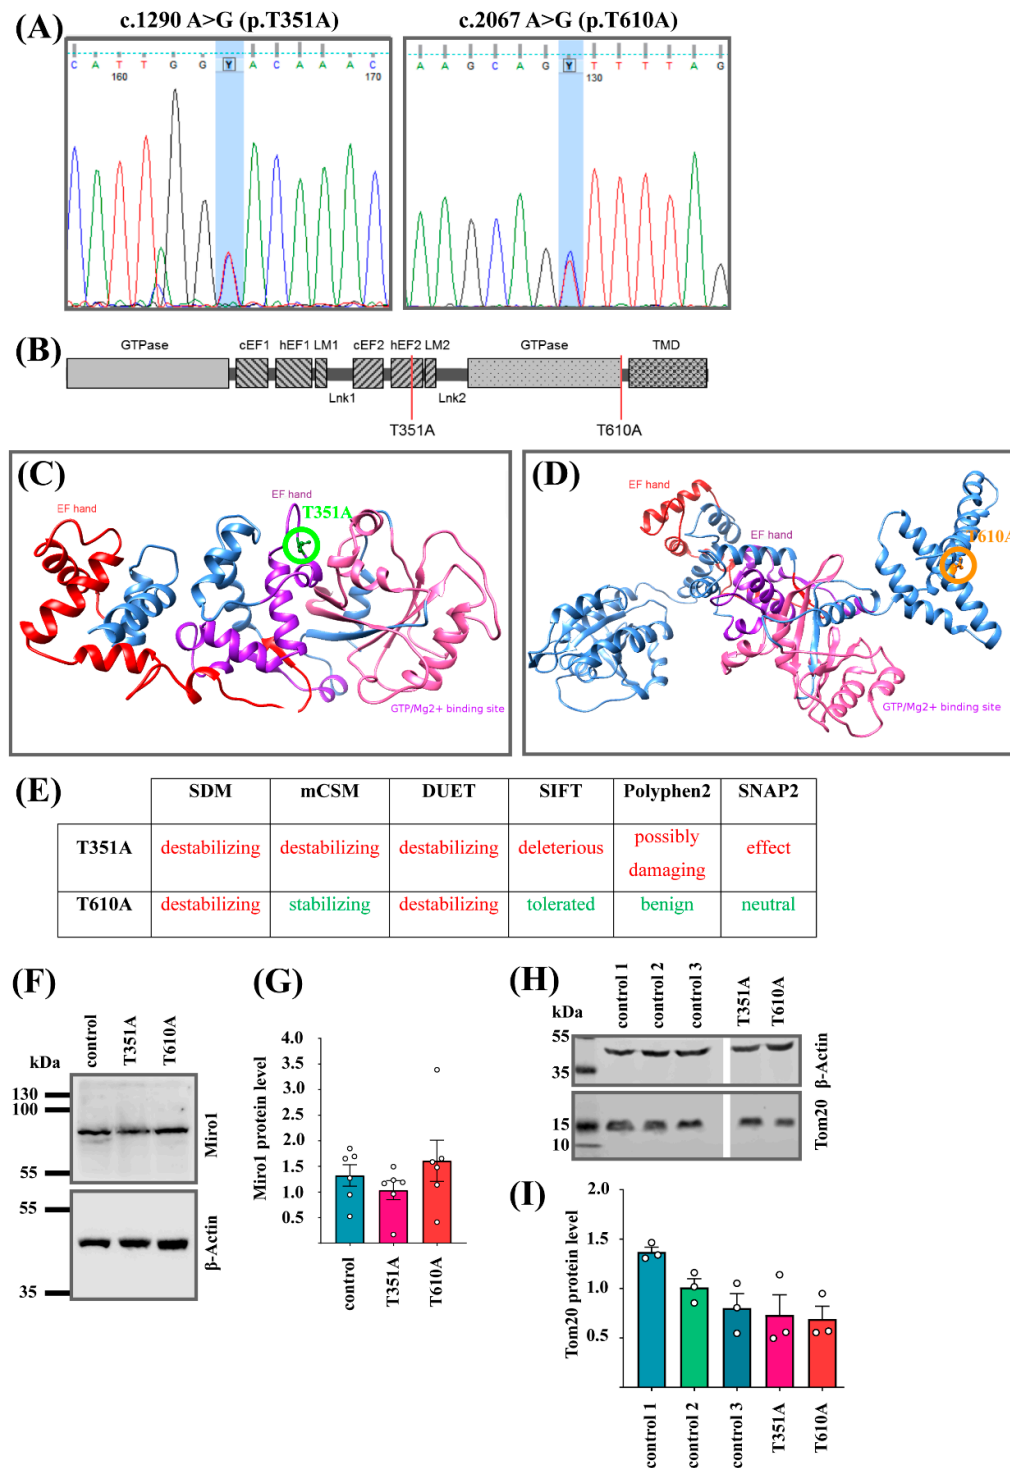 (A)
c.1290 A>G (p.T351A)
c.2067 A>G (p.T610A)
C A T T G G Y A C A A A C
160 170
A A G C A G Y T T T T A G
130
(B)
GTPase cEF1 hEF1 LM1 cEF2 hEF2 LM2 GTPase TMD
Lnk1 Lnk2
T351A T610A
(C)
EF hand
EF hand
T351A
GTP/Mg2+ binding site
(D)
EF hand
EF hand
T610A
GTP/Mg2+ binding site
(E)
SDM mCSM DUET SIFT Polyphen2 SNAP2
T351A destabilizing destabilizing destabilizing deleterious possibly damaging effect
T610A destabilizing stabilizing destabilizing tolerated benign neutral
(F)
control T351A T610A
kDa
130
100
55
Miro1
55
35
β-Actin
(G)
Miro1 protein level
4.0
3.5
3.0
2.5
2.0
1.5
1.0
0.5
control T351A T610A
(H)
control 1 control 2 control 3 T351A T610A
kDa
55
35
β-Actin
15
10
Tom20
(I)
Tom20 protein level
2.0
1.5
1.0
0.5
control 1 control 2 control 3 T351A T610A